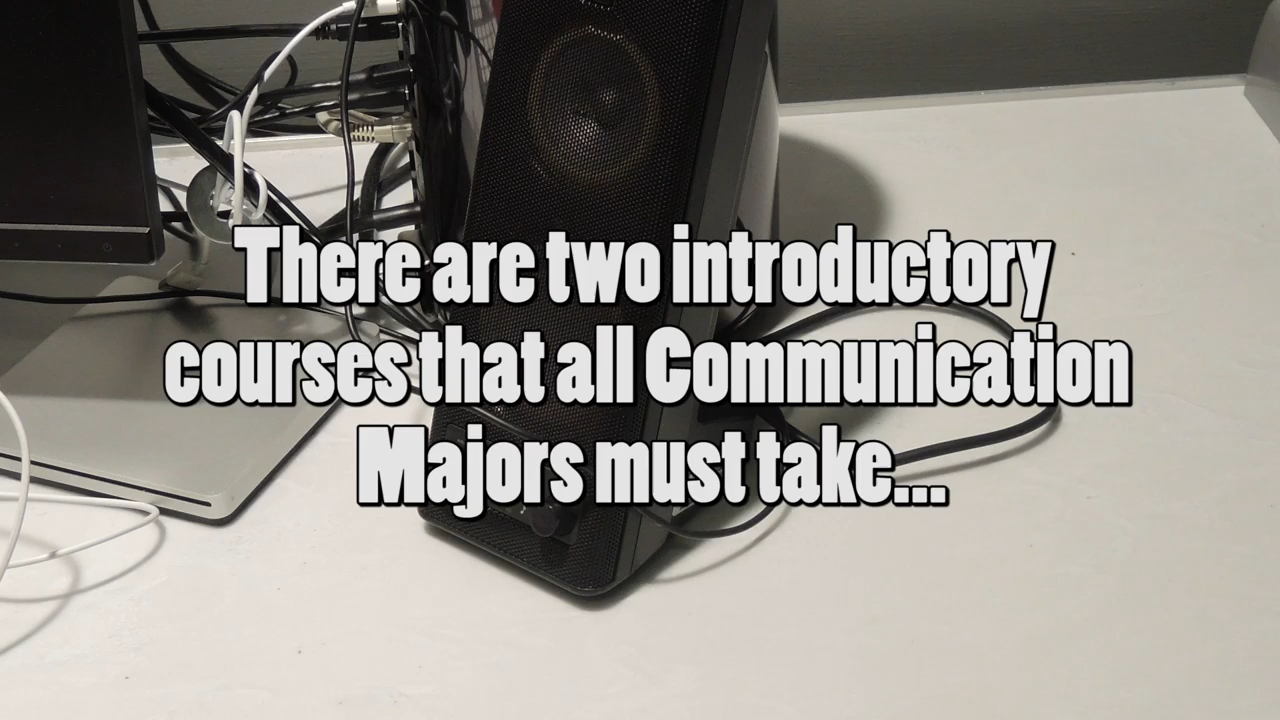 There are two introductory
courses that all Communication
Majors must take...